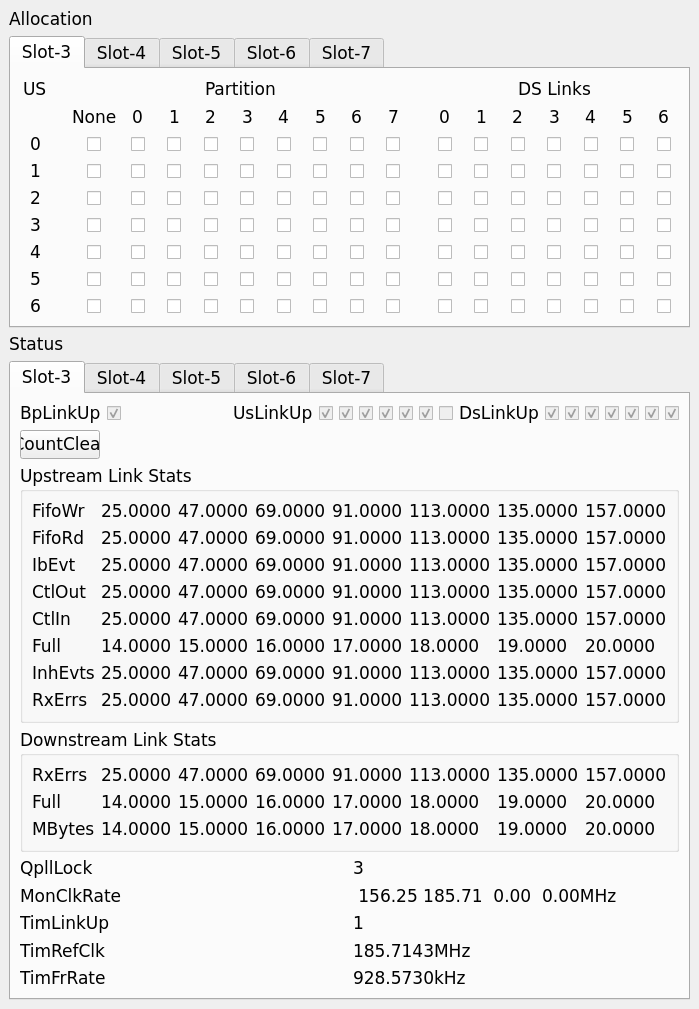 Allocation
Slot-3 Slot-4 Slot-5 Slot-6 Slot-7
US Partition DS Links
None 0 1 2 3 4 5 6 7 0 1 2 3 4 5 6
0
1
2
3
4
5
6
Status
Slot-3 Slot-4 Slot-5 Slot-6 Slot-7
BpLinkUp UsLinkUp DsLinkUp
CountClea
Upstream Link Stats
FifoWr 25.0000 47.0000 69.0000 91.0000 113.0000 135.0000 157.0000
FifoRd 25.0000 47.0000 69.0000 91.0000 113.0000 135.0000 157.0000
IbEvt 25.0000 47.0000 69.0000 91.0000 113.0000 135.0000 157.0000
CtlOut 25.0000 47.0000 69.0000 91.0000 113.0000 135.0000 157.0000
CtlIn 25.0000 47.0000 69.0000 91.0000 113.0000 135.0000 157.0000
Full 14.0000 15.0000 16.0000 17.0000 18.0000 19.0000 20.0000
InhEvts 25.0000 47.0000 69.0000 91.0000 113.0000 135.0000 157.0000
RxErrs 25.0000 47.0000 69.0000 91.0000 113.0000 135.0000 157.0000
Downstream Link Stats
RxErrs 25.0000 47.0000 69.0000 91.0000 113.0000 135.0000 157.0000
Full 14.0000 15.0000 16.0000 17.0000 18.0000 19.0000 20.0000
MBytes 14.0000 15.0000 16.0000 17.0000 18.0000 19.0000 20.0000
QpllLock 3
MonClkRate 156.25 185.71 0.00 0.00MHz
TimLinkUp 1
TimRefClk 185.7143MHz
TimFrRate 928.5730kHz